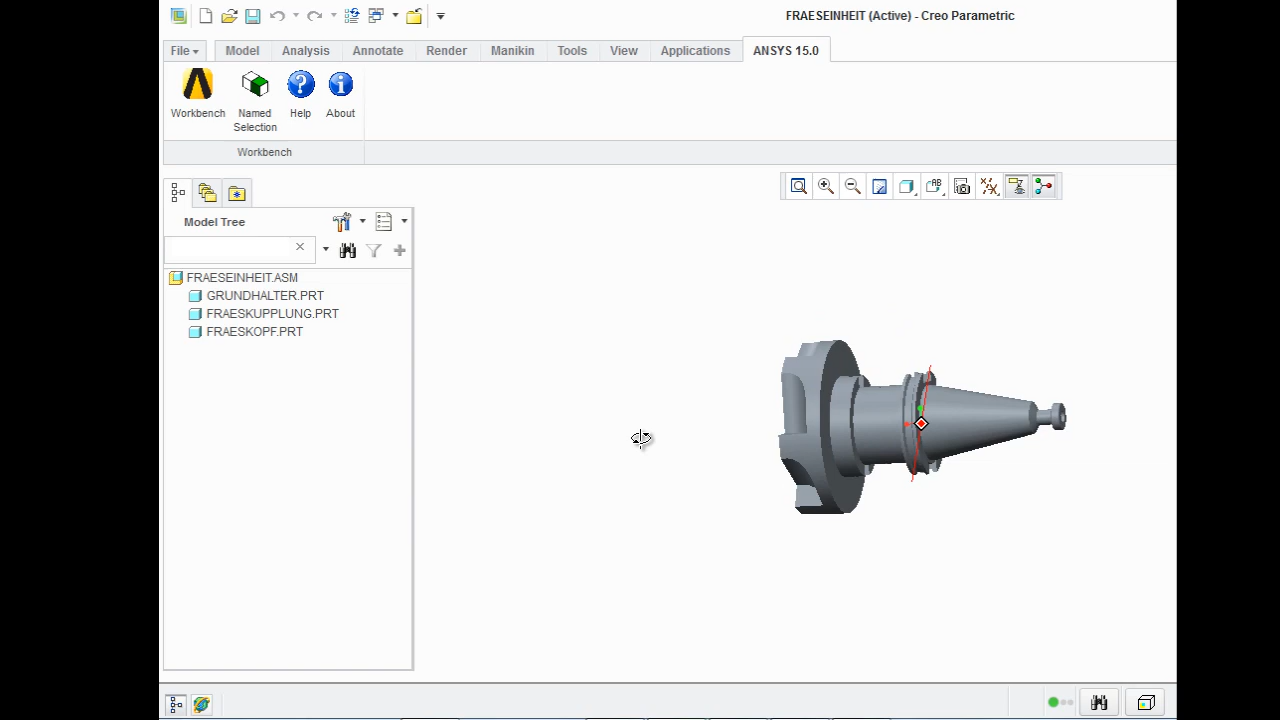 FRAESEINHEIT (Active) - Creo Parametric
File Model Analysis Annotate Render Manikin Tools View Applications ANSYS 15.0
Workbench Named Selection Help About
Workbench
Model Tree
FRAESEINHEIT.ASM
GRUNDHALTER.PRT
FRAESKUPPLUNG.PRT
FRAESKOPF.PRT